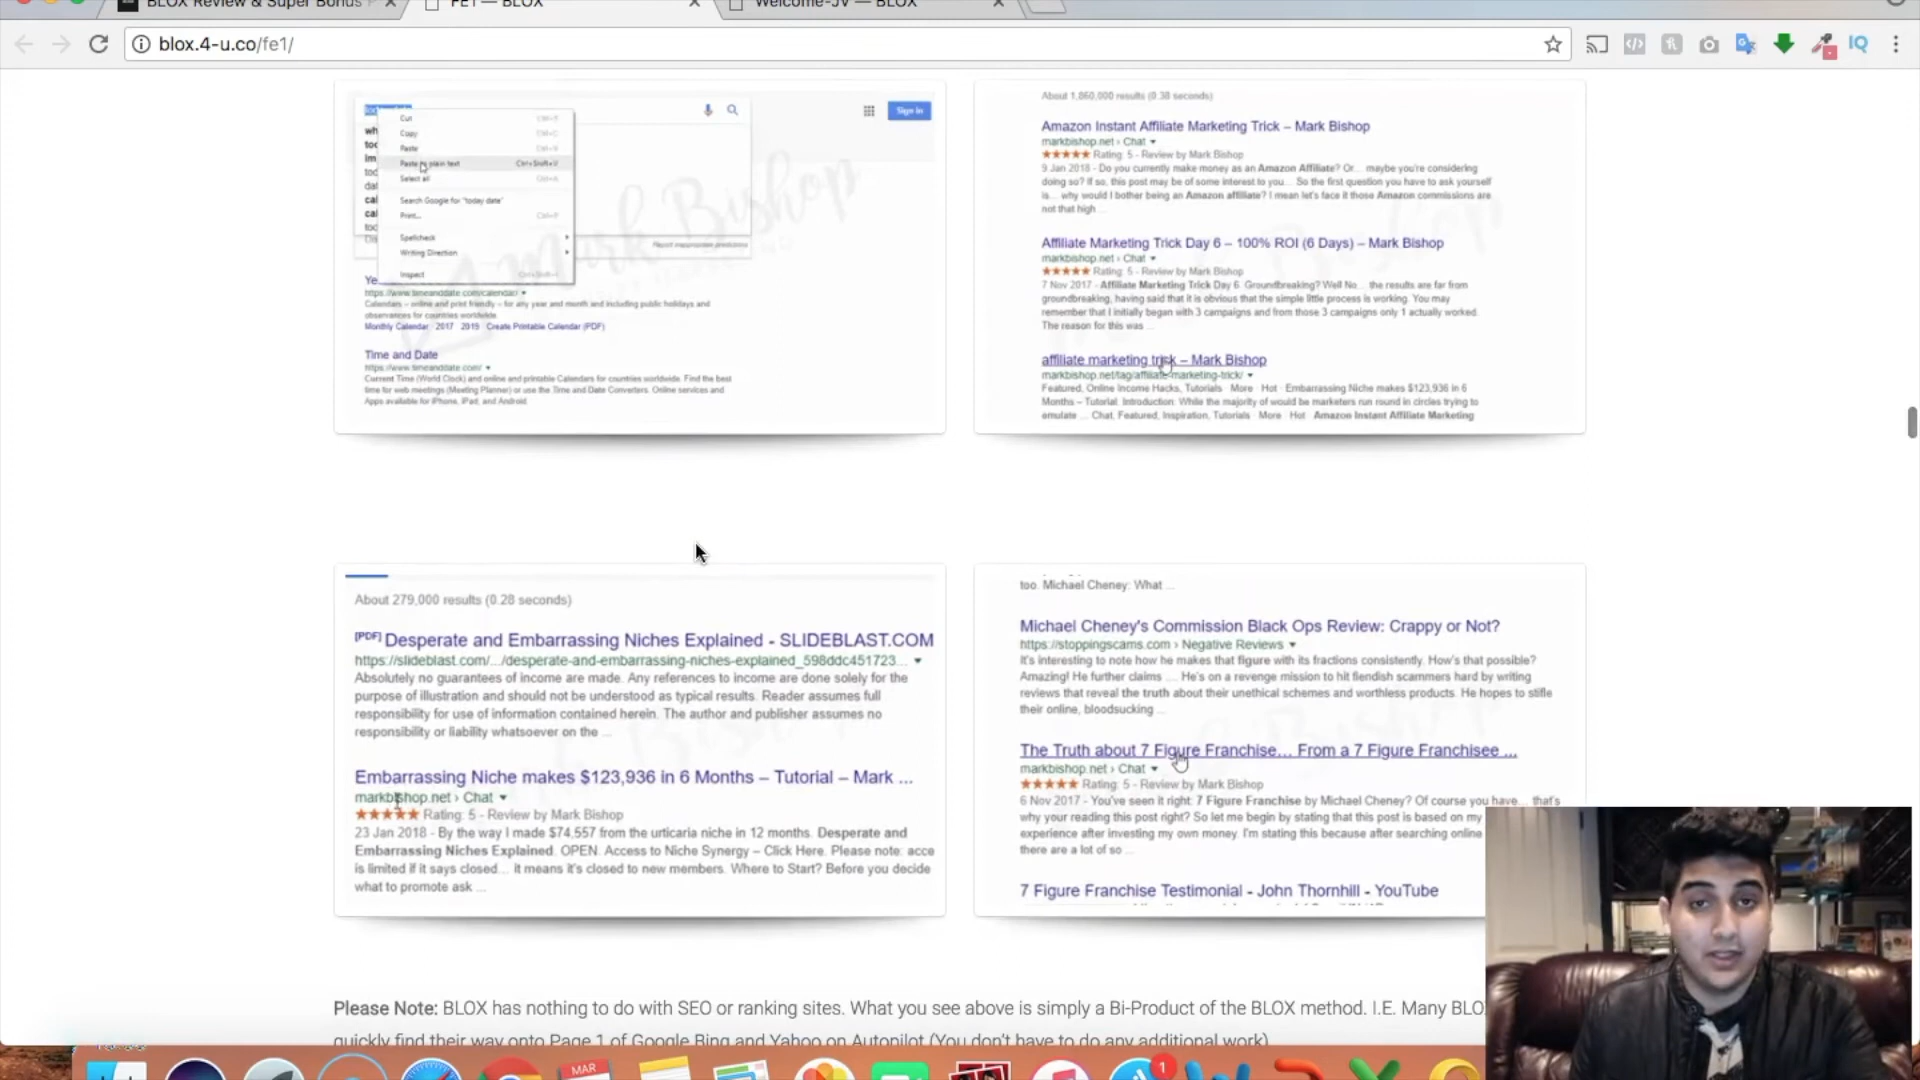 BLOX Review & Super Bonus P
FE1 — BLOX
Welcome-JV — BLOX
blox.4-u.co/fe1/
Cut
Copy
Paste
Paste as plain text Ctrl+Shift+V
Select all Ctrl+A
Search Google for "today date"
Print... Ctrl+P
Spellcheck
Writing Direction
Inspect Ctrl+Shift+I
Sign in
Report inappropriate predictions
Mark Bishop
https://www.timeanddate.com/calendar/
Calendars – online and print friendly – for any year and month and including public holidays and
observances for countries worldwide.
Monthly Calendar · 2017 · 2019 · Create Printable Calendar (PDF)
Time and Date
https://www.timeanddate.com/
Current Time (World Clock) and online and printable Calendars for countries worldwide. Find the best
time for web meetings (Meeting Planner) or use the Time and Date Converters. Online services and
Apps available for iPhone, iPad, and Android.
About 1,860,000 results (0.38 seconds)
Amazon Instant Affiliate Marketing Trick – Mark Bishop
markbishop.net › Chat
Rating: 5 - Review by Mark Bishop
9 Jan 2018 - Do you currently make money as an Amazon Affiliate? Or... maybe you're considering
doing so? If so, this post may be of some interest to you... So the first question you have to ask yourself
is... why would I bother being an Amazon affiliate? I mean let's face it those Amazon commissions are
not that high ...
Affiliate Marketing Trick Day 6 – 100% ROI (6 Days) – Mark Bishop
markbishop.net › Chat
Rating: 5 - Review by Mark Bishop
7 Nov 2017 - Affiliate Marketing Trick Day 6. Groundbreaking? Well No... the results are far from
groundbreaking, having said that it is obvious that the simple little process is working. You may
remember that I initially began with 3 campaigns and from those 3 campaigns only 1 actually worked.
The reason for this was ...
affiliate marketing trick – Mark Bishop
markbishop.net/tag/affiliate-marketing-trick/
Featured, Online Income Hacks, Tutorials · More · Hot · Embarrassing Niche makes $123,936 in 6
Months – Tutorial. Introduction: While the majority of would be marketers run round in circles trying to
emulate ... Chat, Featured, Inspiration, Tutorials · More · Hot · Amazon Instant Affiliate Marketing
About 279,000 results (0.28 seconds)
[PDF] Desperate and Embarrassing Niches Explained - SLIDEBLAST.COM
https://slideblast.com/.../desperate-and-embarrassing-niches-explained_598ddc451723...
Absolutely no guarantees of income are made. Any references to income are done solely for the
purpose of illustration and should not be understood as typical results. Reader assumes full
responsibility for use of information contained herein. The author and publisher assumes no
responsibility or liability whatsoever on the ...
Embarrassing Niche makes $123,936 in 6 Months – Tutorial – Mark ...
markbishop.net › Chat
Rating: 5 - Review by Mark Bishop
23 Jan 2018 - By the way I made $74,557 from the urticaria niche in 12 months. Desperate and
Embarrassing Niches Explained. OPEN. Access to Niche Synergy – Click Here. Please note: acce
is limited if it says closed... it means it's closed to new members. Where to Start? Before you decide
what to promote ask ...
too. Michael Cheney: What ...
Michael Cheney's Commission Black Ops Review: Crappy or Not?
https://stoppingscams.com › Negative Reviews
It's interesting to note how he makes that figure with its fractions consistently. How's that possible?
Amazing! He further claims .... He's on a revenge mission to hit fiendish scammers hard by writing
reviews that reveal the truth about their unethical schemes and worthless products. He hopes to stifle
their online, bloodsucking ...
The Truth about 7 Figure Franchise... From a 7 Figure Franchisee ...
markbishop.net › Chat
Rating: 5 - Review by Mark Bishop
6 Nov 2017 - You've seen it right: 7 Figure Franchise by Michael Cheney? Of course you have... that's
why your reading this post right? So let me begin by stating that this post is based on my
experience after investing my own money. I'm stating this because after searching online
there are a lot of so ...
7 Figure Franchise Testimonial - John Thornhill - YouTube
Please Note: BLOX has nothing to do with SEO or ranking sites. What you see above is simply a Bi-Product of the BLOX method. I.E. Many BLO
quickly find their way onto Page 1 of Google Bing and Yahoo on Autopilot (You don't have to do any additional work)
MAR
1